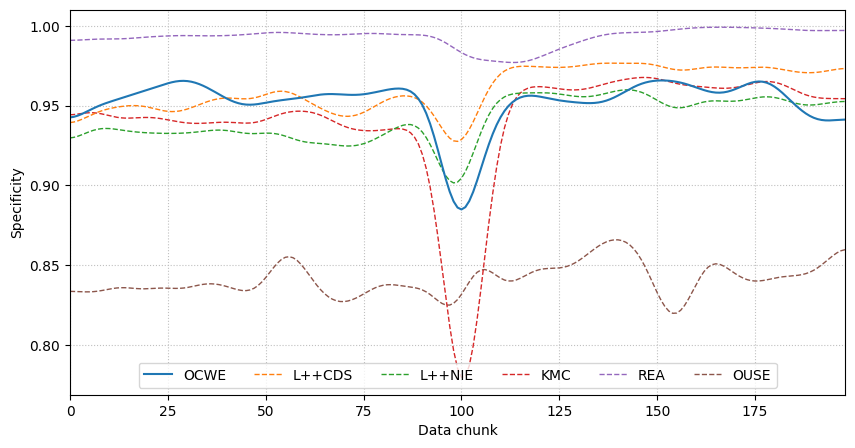 1.00
0.95
0.90
0.85
0.80
Specificity
OCWE L++CDS L++NIE KMC REA OUSE
0 25 50 75 100 125 150 175
Data chunk